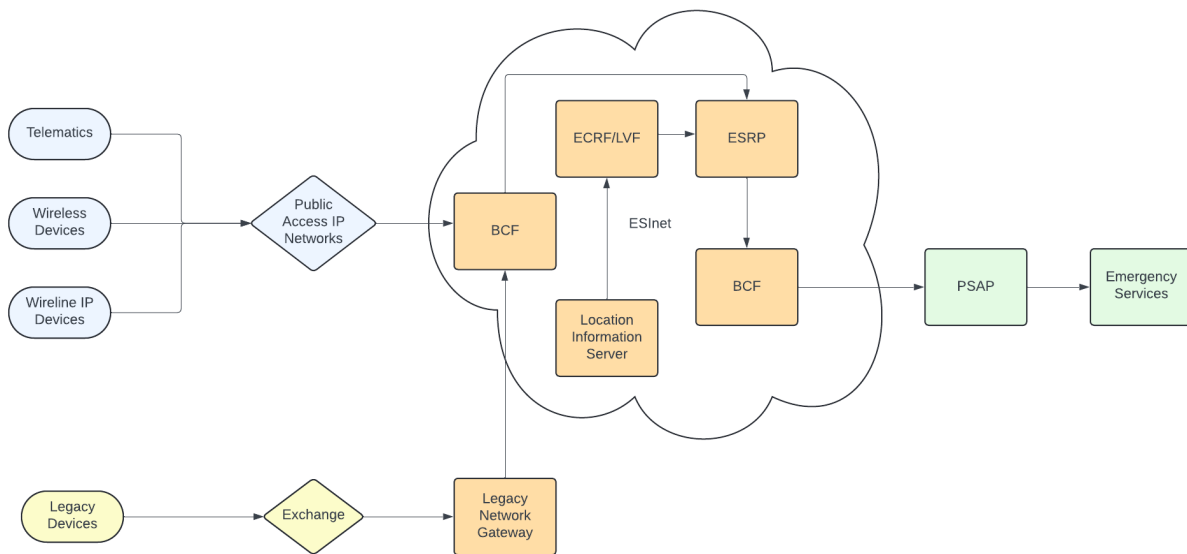 Telematics
Wireless
Devices
Wireline IP
Devices
Public
Access IP
Networks
BCF
ECRF/LVF
ESRP
ESInet
Location
Information
Server
BCF
PSAP
Emergency
Services
Legacy
Devices
Exchange
Legacy
Network
Gateway